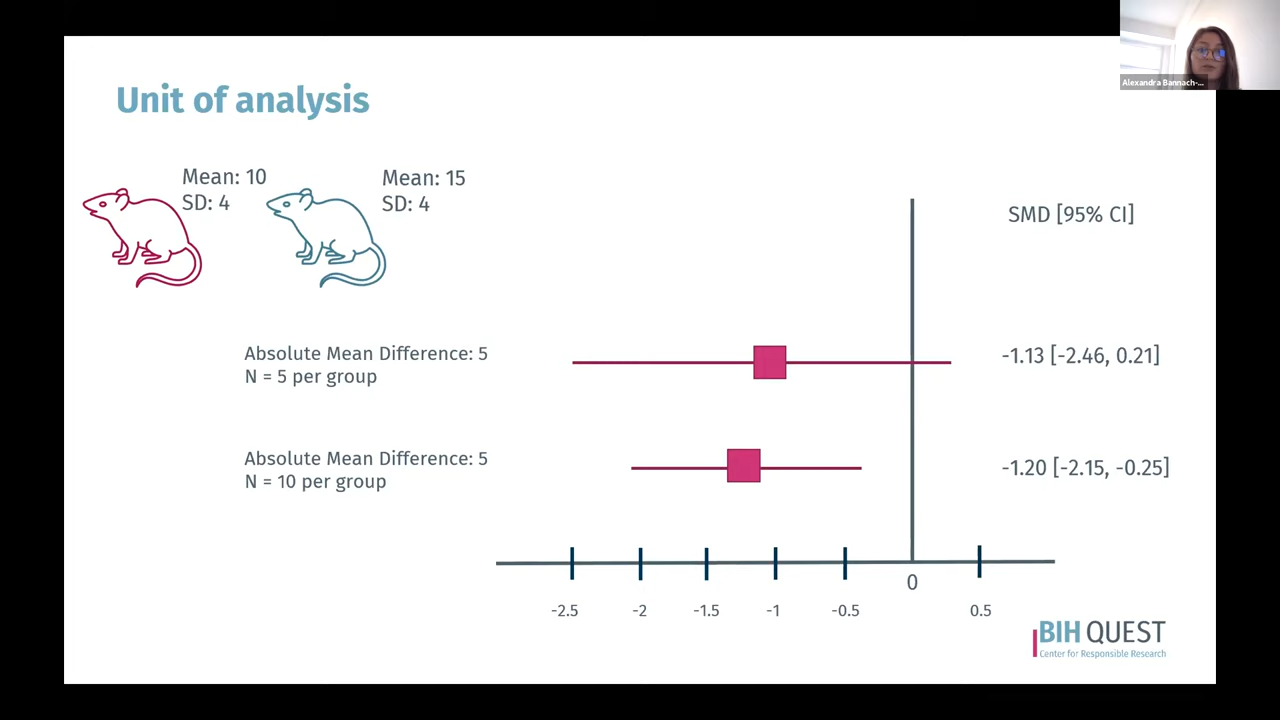 Alexandra Bannach-...
Unit of analysis
Mean: 10
SD: 4
Mean: 15
SD: 4
SMD [95% CI]
Absolute Mean Difference: 5
N = 5 per group
-1.13 [-2.46, 0.21]
Absolute Mean Difference: 5
N = 10 per group
-1.20 [-2.15, -0.25]
0
-2.5 -2 -1.5 -1 -0.5 0.5
BIH QUEST
Center for Responsible Research